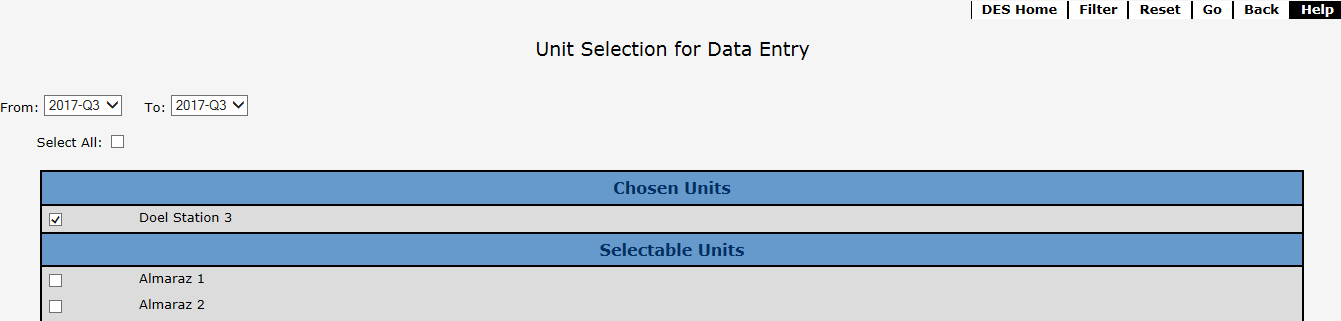 DES Home Filter Reset Go Back Help
Unit Selection for Data Entry
From: 2017-Q3 To: 2017-Q3
Select All:
Chosen Units
Doel Station 3
Selectable Units
Almaraz 1
Almaraz 2